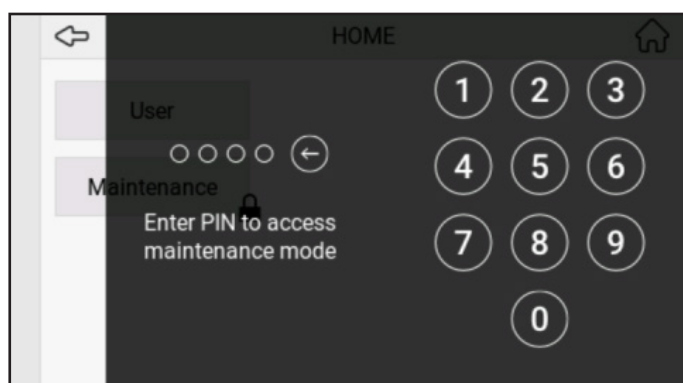 HOME
User
Maintenance
Enter PIN to access
maintenance mode
1 2 3
4 5 6
7 8 9
0